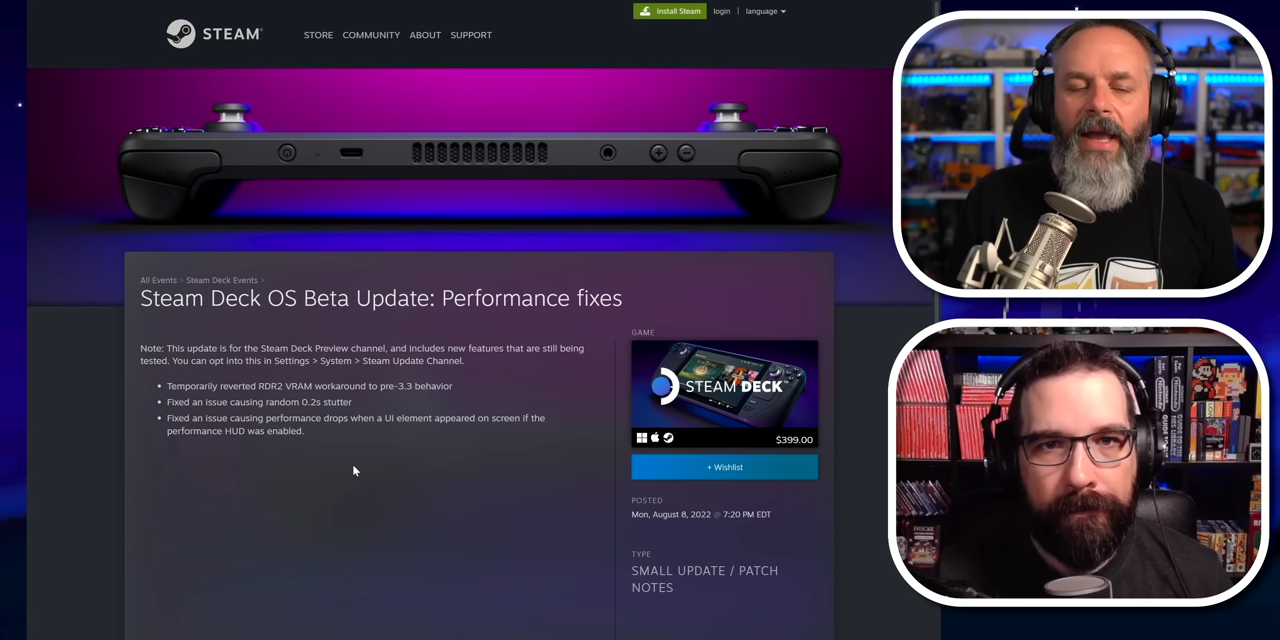 Install Steam
login | language
STEAM
STORE COMMUNITY ABOUT SUPPORT
All Events > Steam Deck Events >
Steam Deck OS Beta Update: Performance fixes
Note: This update is for the Steam Deck Preview channel, and includes new features that are still being
tested. You can opt into this in Settings > System > Steam Update Channel.
Temporarily reverted RDR2 VRAM workaround to pre-3.3 behavior
Fixed an issue causing random 0.2s stutter
Fixed an issue causing performance drops when a UI element appeared on screen if the
performance HUD was enabled.
GAME
STEAM DECK
$399.00
+ Wishlist
POSTED
Mon, August 8, 2022 @ 7:20 PM EDT
TYPE
SMALL UPDATE / PATCH
NOTES